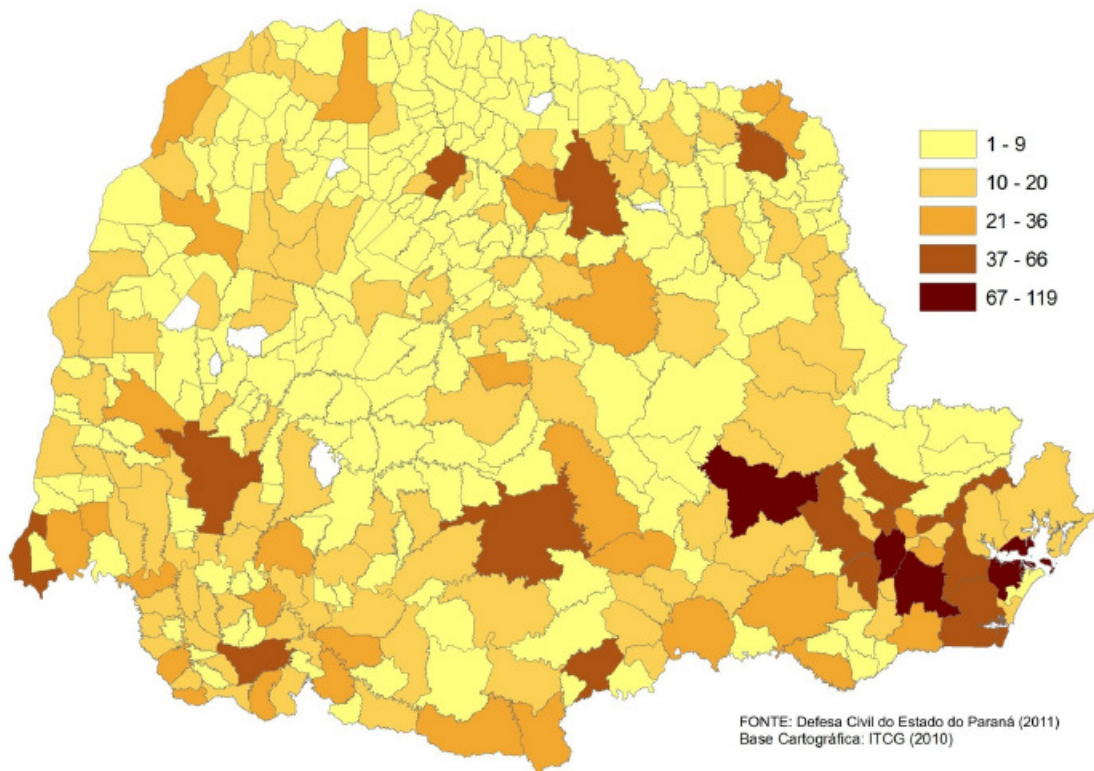 1 - 9
10 - 20
21 - 36
37 - 66
67 - 119
FONTE: Defesa Civil do Estado do Paraná (2011)
Base Cartográfica: ITCG (2010)